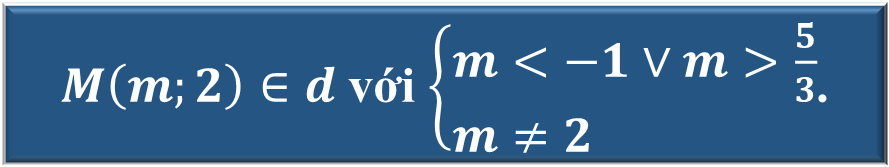 M(m; 2) ∈ d với { m < −1 ∨ m > 5/3.
m ≠ 2